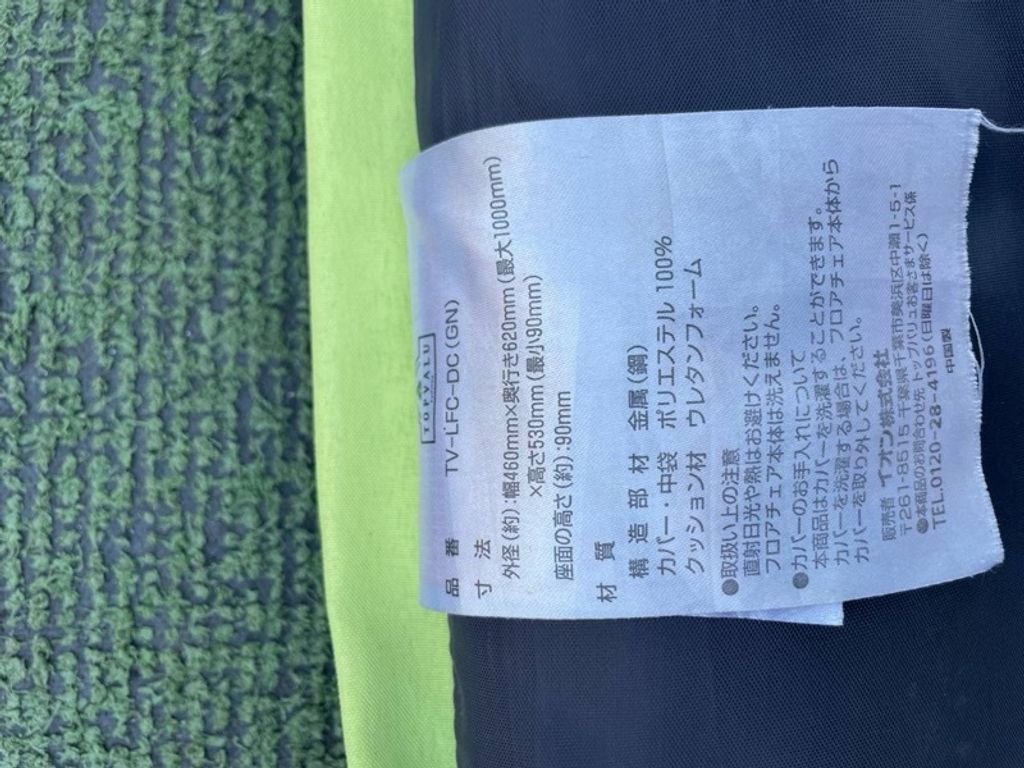 TOPVALU
品番 TV-LFC-DC(GN)
寸法
外径(約):幅460mm×奥行き620mm(最大1000mm)
×高さ530mm(最小90mm)
座面の高さ(約):90mm
材質
構造部材 金属(鋼)
カバー・中袋 ポリエステル 100%
クッション材 ウレタンフォーム
●取扱い上の注意
直射日光や熱はお避けください。
フロアチェア本体は洗えません。
●カバーのお手入れについて
本商品はカバーを洗濯することができます。
カバーを洗濯する場合は、フロアチェア本体から
カバーを取り外してください。
販売者 イオン株式会社
〒261-8515 千葉県千葉市美浜区中瀬1-5-1
●本商品のお問合わせ先:トップバリュお客さまサービス係
TEL.0120-28-4196(日曜日は除く)
中国製